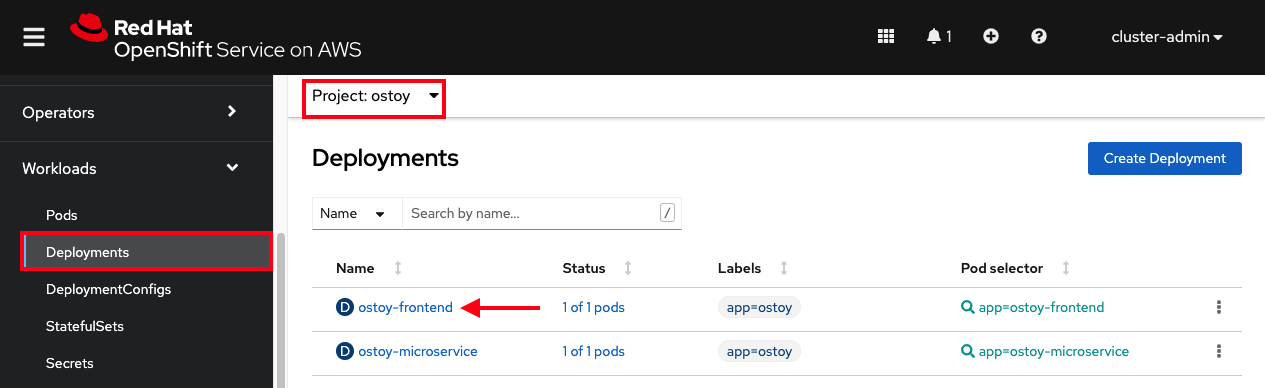 Red Hat
OpenShift Service on AWS
1
cluster-admin
Operators
Workloads
Pods
Deployments
DeploymentConfigs
StatefulSets
Secrets
Project: ostoy
Deployments
Create Deployment
Name
Search by name...
/
Name Status Labels Pod selector
D ostoy-frontend 1 of 1 pods app=ostoy app=ostoy-frontend
D ostoy-microservice 1 of 1 pods app=ostoy app=ostoy-microservice